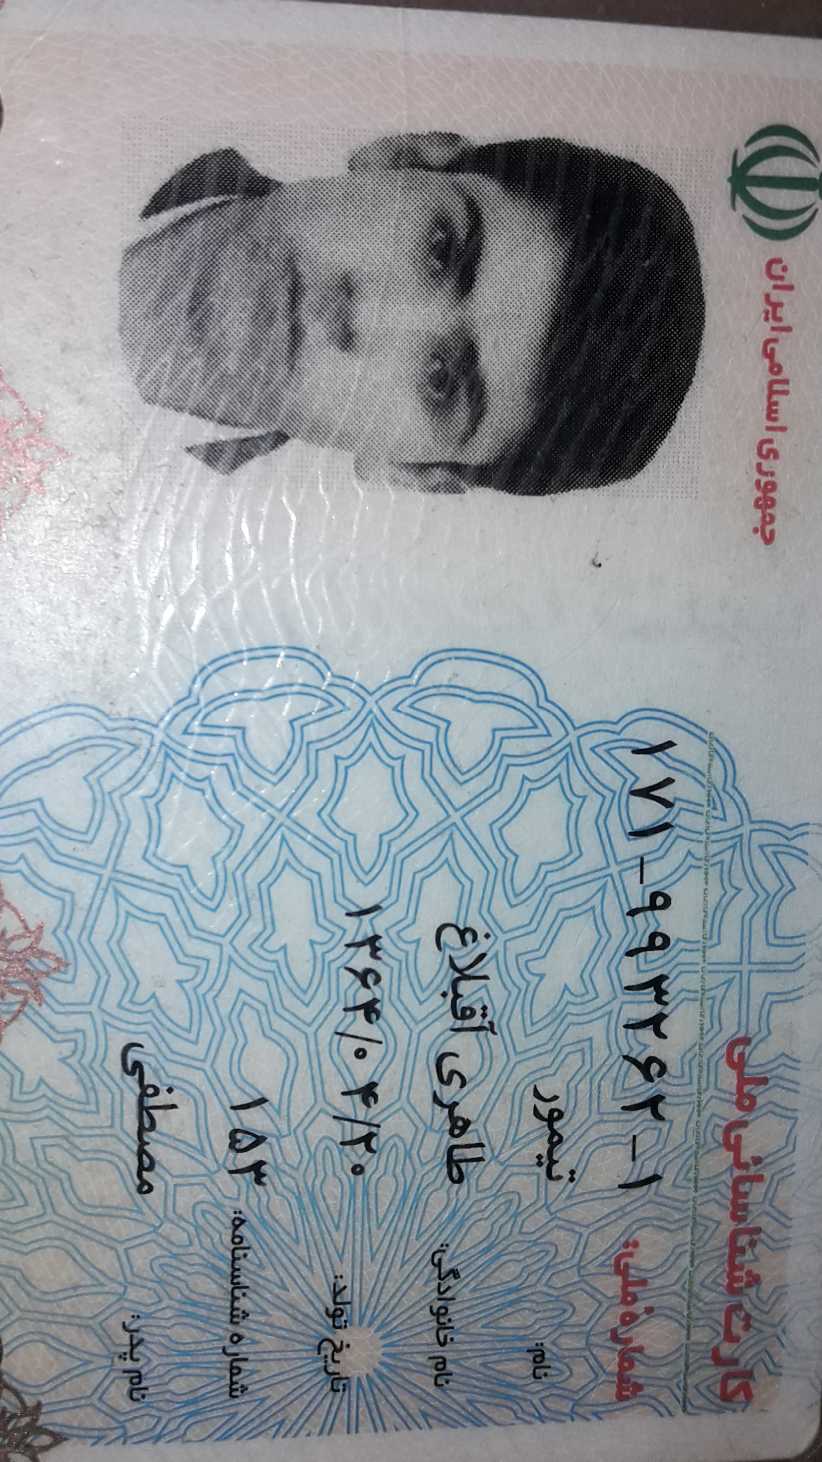 جمهوری اسلامی ایران
کارت شناسائی ملی
شماره ملی: ۱۷۱-۹۹۳۲۶۲-۱
نام: تیمور
نام خانوادگی: طاهری آقبلاغ
تاریخ تولد: ۱۳۶۴/۰۴/۲۰
شماره شناسنامه: ۱۵۳
نام پدر: مصطفی